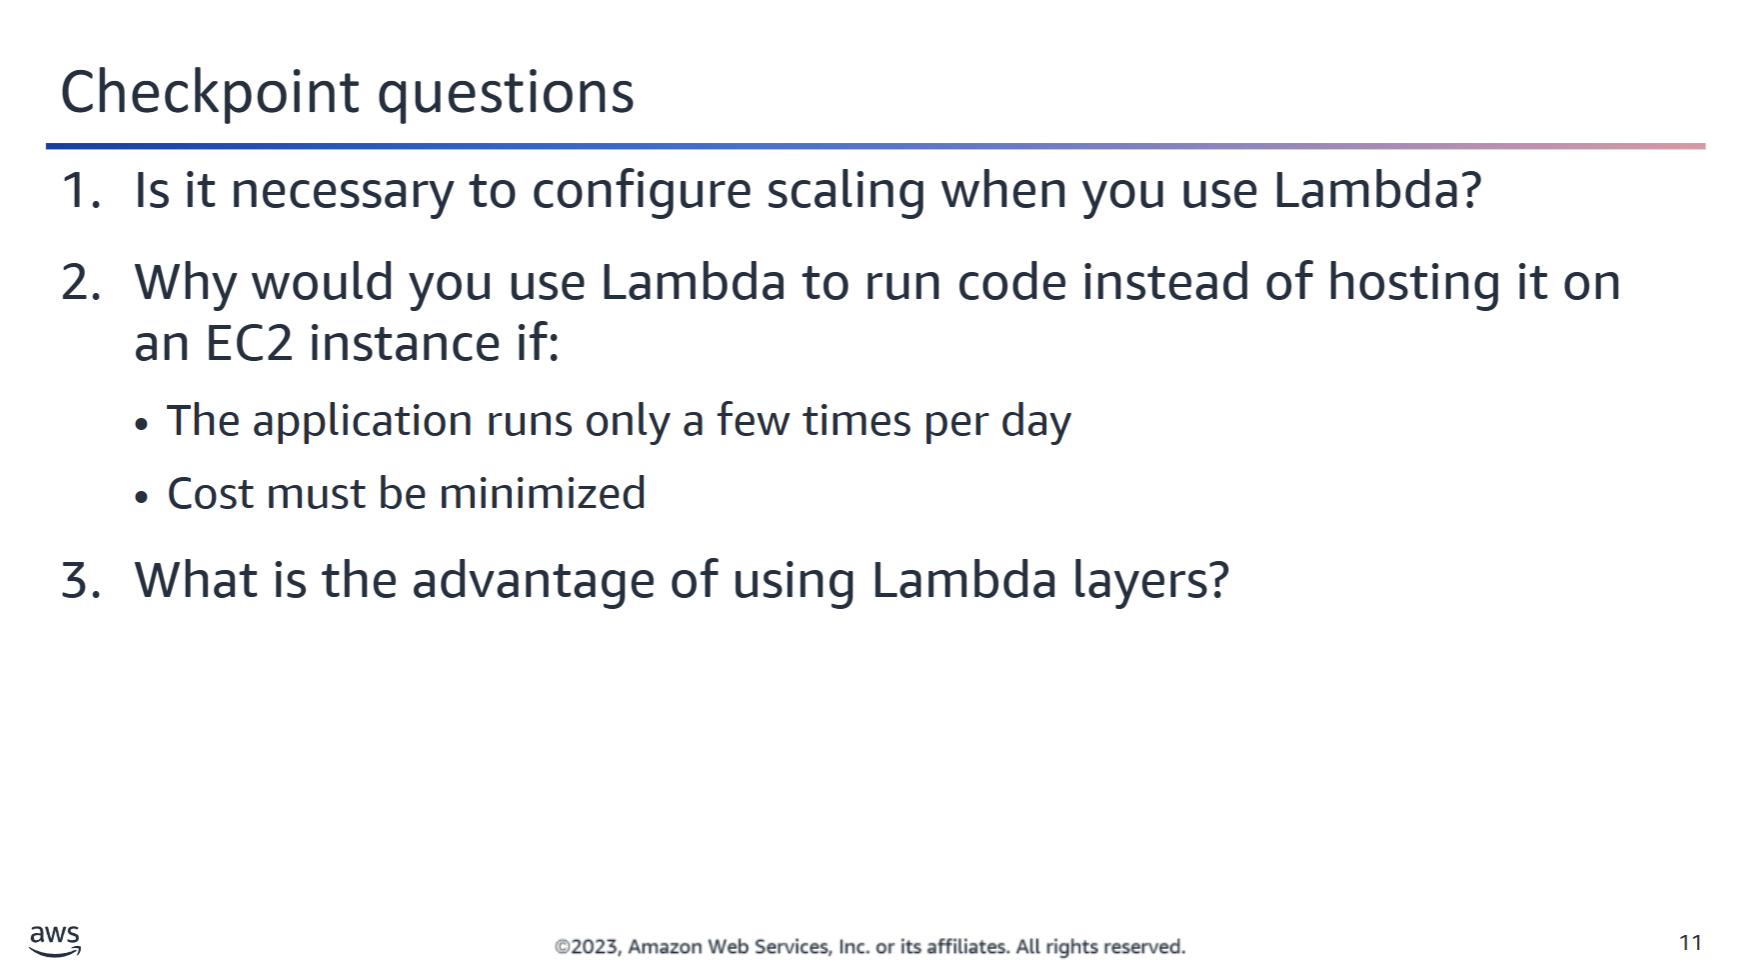 Checkpoint questions
1. Is it necessary to configure scaling when you use Lambda?
2. Why would you use Lambda to run code instead of hosting it on
an EC2 instance if:
• The application runs only a few times per day
• Cost must be minimized
3. What is the advantage of using Lambda layers?
aws
©2023, Amazon Web Services, Inc. or its affiliates. All rights reserved.
11